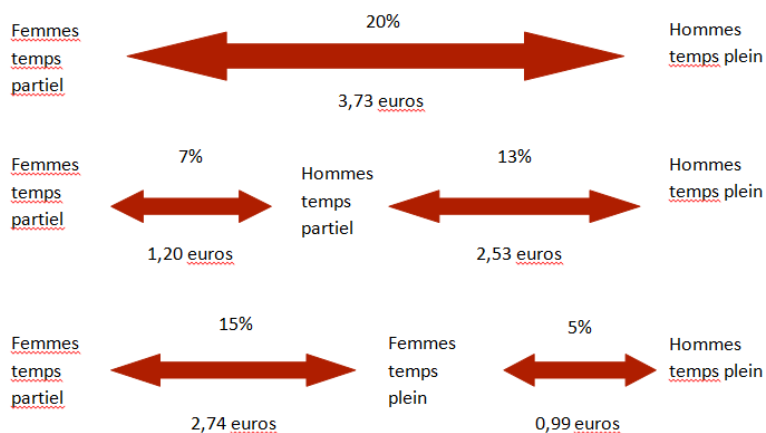 20%
Femmes
temps
partiel
Hommes
temps plein
3,73 euros
7%
13%
Femmes
temps
partiel
Hommes
temps
partiel
Hommes
temps plein
1,20 euros
2,53 euros
15%
5%
Femmes
temps
partiel
Femmes
temps
plein
Hommes
temps plein
2,74 euros
0,99 euros